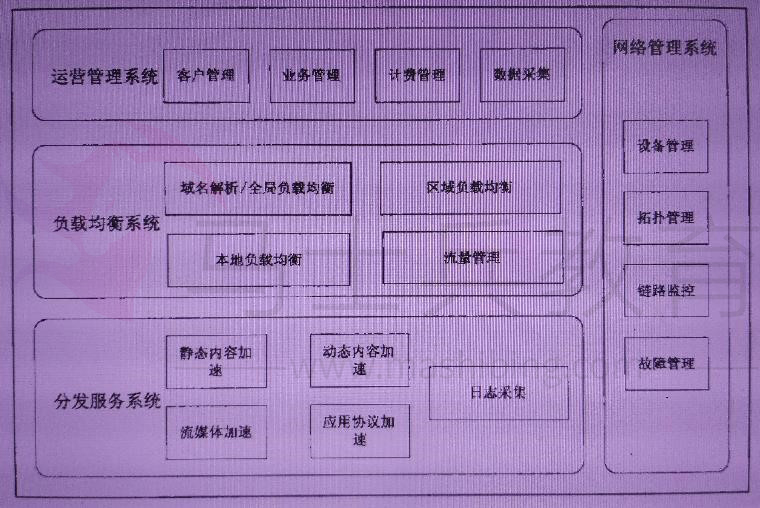 运营管理系统
客户管理
业务管理
计费管理
数据采集
负载均衡系统
域名解析/全局负载均衡
区域负载均衡
本地负载均衡
流量管理
分发服务系统
静态内容加
速
动态内容加
速
流媒体加速
应用协议加
速
日志采集
网络管理系统
设备管理
拓扑管理
链路监控
故障管理